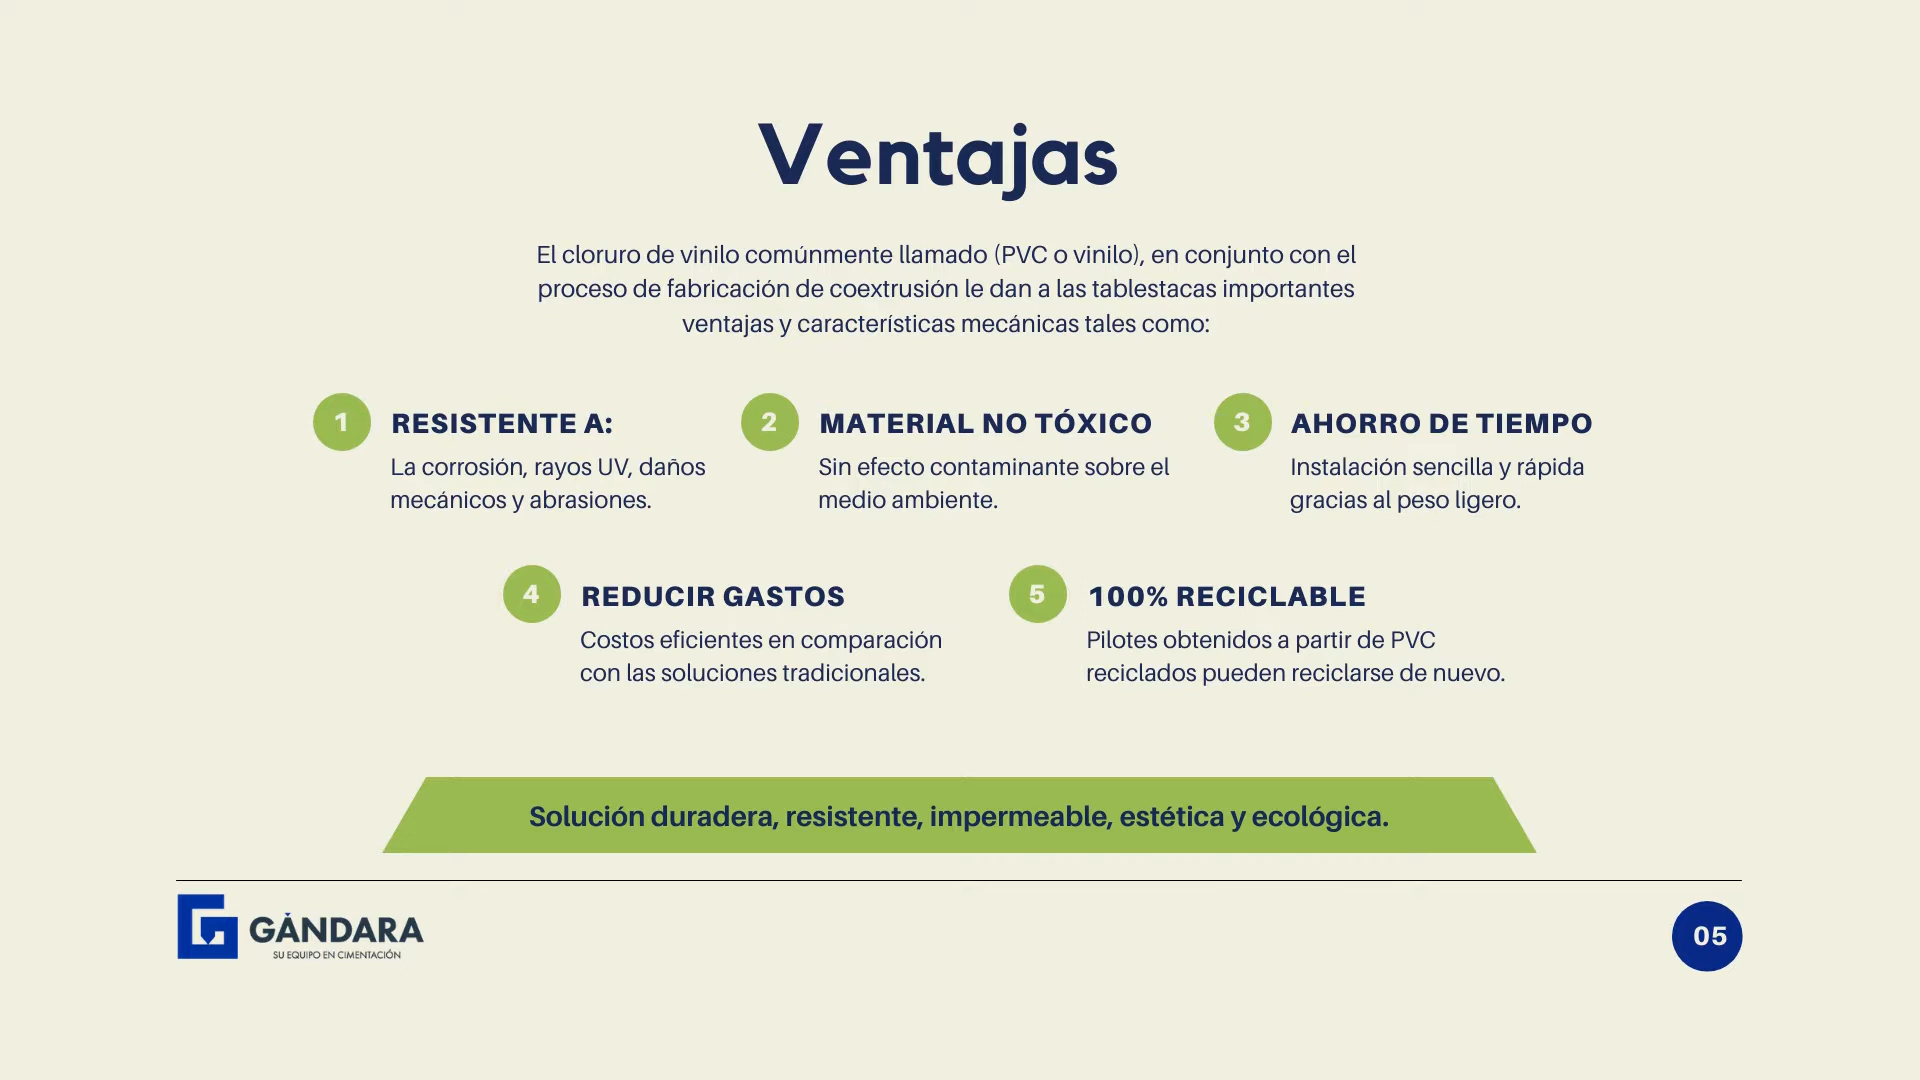 Ventajas
El cloruro de vinilo comúnmente llamado (PVC o vinilo), en conjunto con el
proceso de fabricación de coextrusión le dan a las tablestacas importantes
ventajas y características mecánicas tales como:
1 RESISTENTE A:
La corrosión, rayos UV, daños
mecánicos y abrasiones.
2 MATERIAL NO TÓXICO
Sin efecto contaminante sobre el
medio ambiente.
3 AHORRO DE TIEMPO
Instalación sencilla y rápida
gracias al peso ligero.
4 REDUCIR GASTOS
Costos eficientes en comparación
con las soluciones tradicionales.
5 100% RECICLABLE
Pilotes obtenidos a partir de PVC
reciclados pueden reciclarse de nuevo.
Solución duradera, resistente, impermeable, estética y ecológica.
GÁNDARA
SU EQUIPO EN CIMENTACIÓN
05